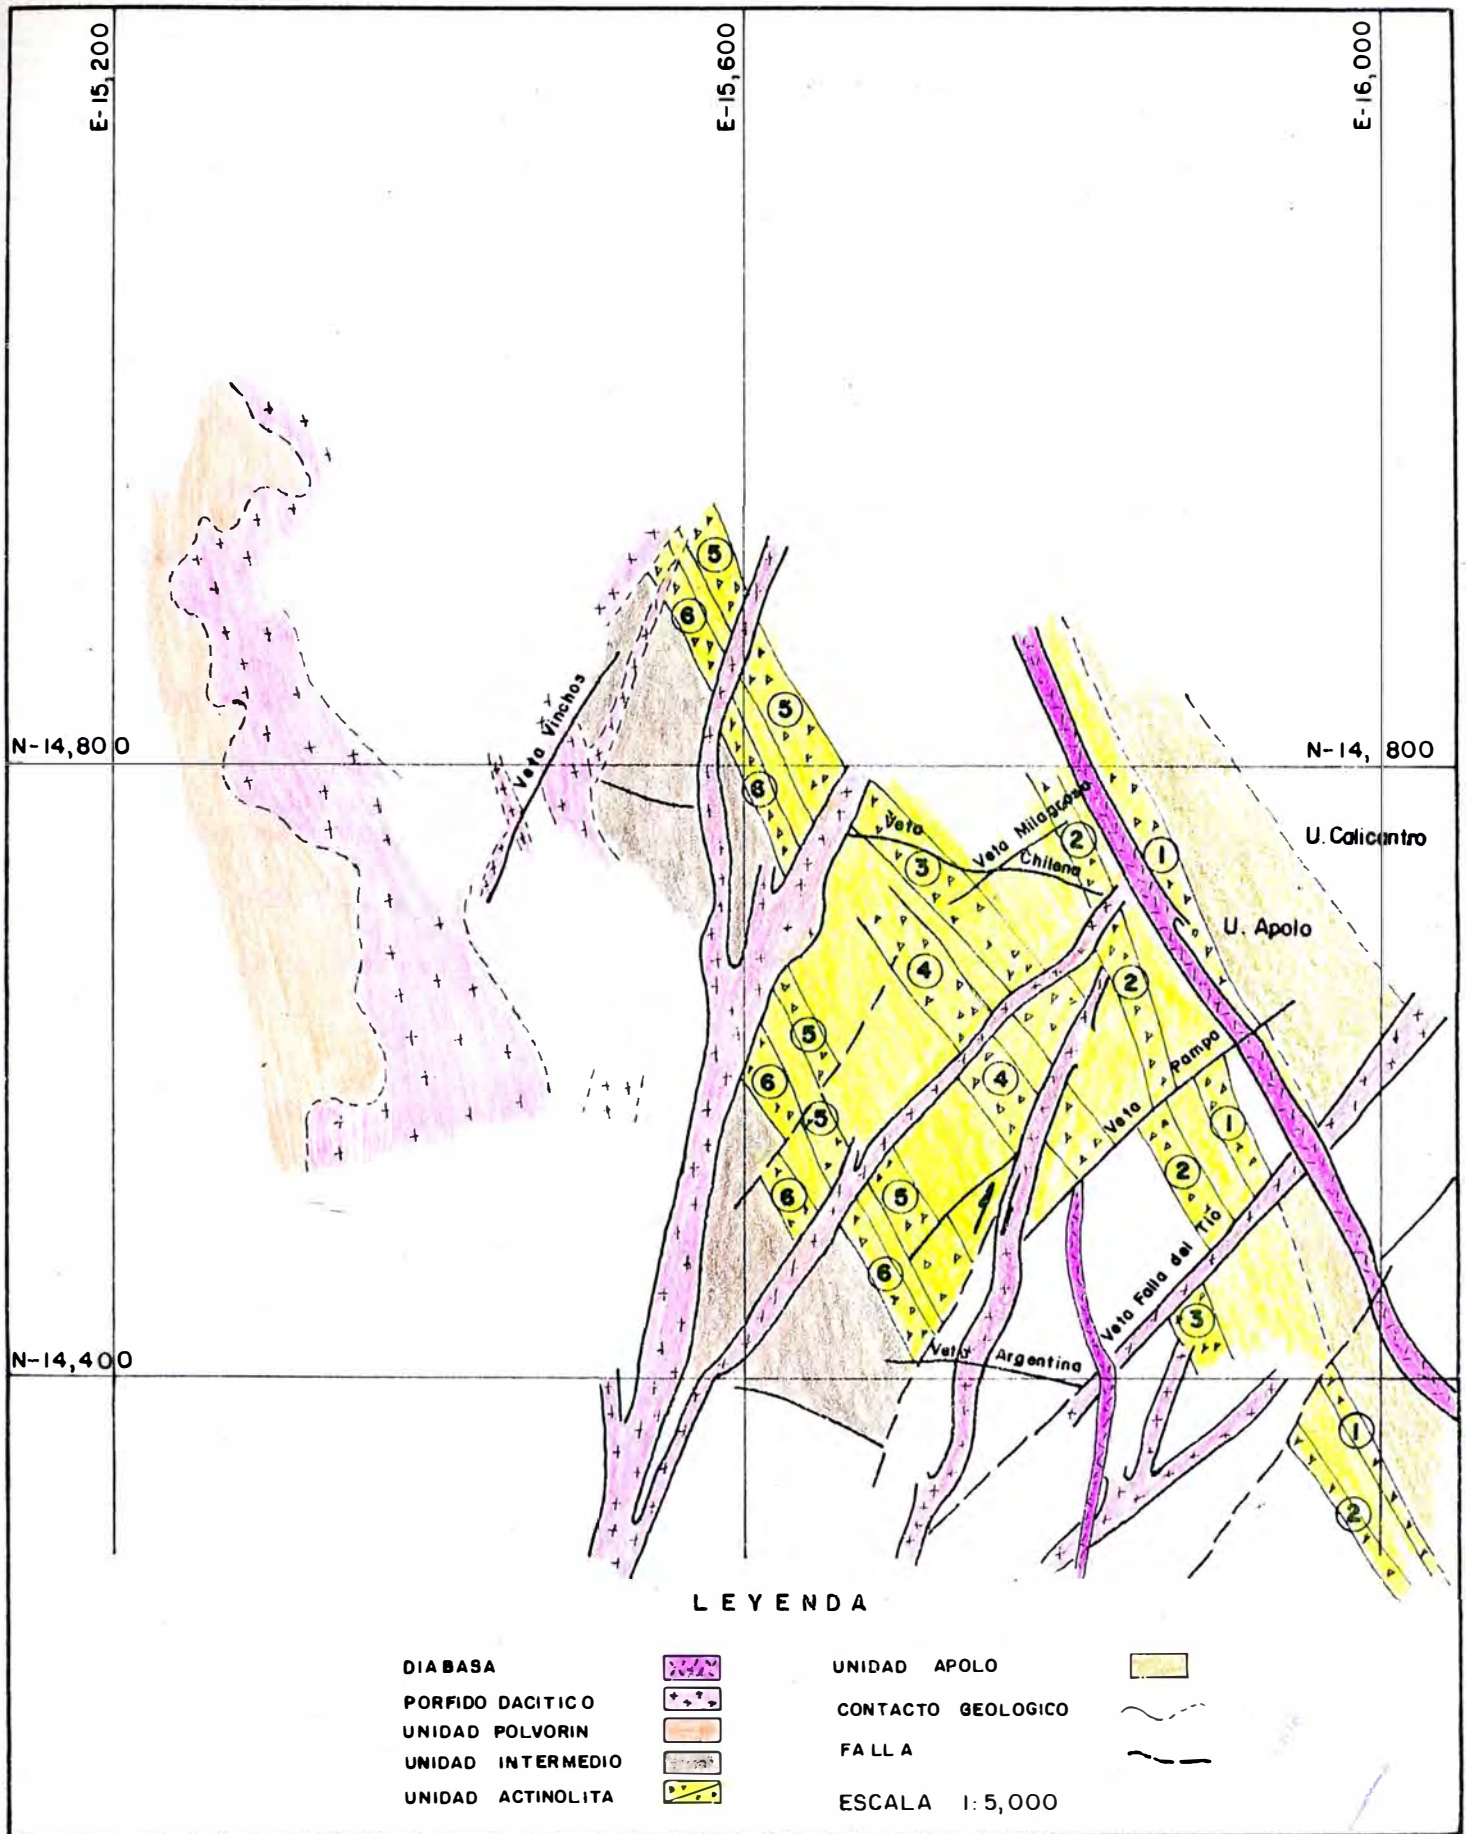 E-15,200
E-15,600
E-16,000
5
6
5
Veta Vinchos
N-14,800
N-14, 800
6
Veta
Veta Milagrosa
2
1
U. Calicantro
3
Chilena
U. Apolo
4
2
5
Pampa
6
4
5
Veta
1
2
6
5
Veta Falla del Tío
6
3
N-14,400
Veta Argentina
1
2
LEYENDA
DIABASA
PORFIDO DACITICO
UNIDAD POLVORIN
UNIDAD INTERMEDIO
UNIDAD ACTINOLITA
UNIDAD APOLO
CONTACTO GEOLOGICO
FALLA
ESCALA 1:5,000